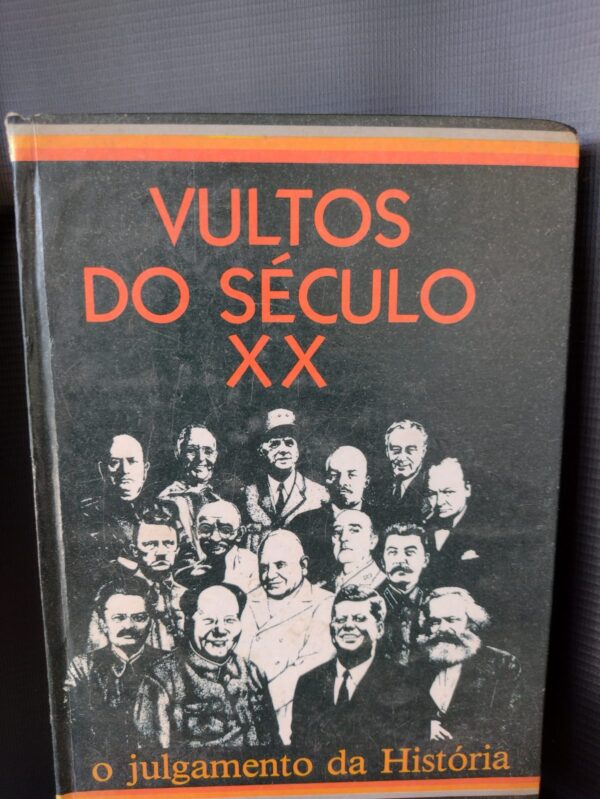 VULTOS
DO SÉCULO
XX
o julgamento da História